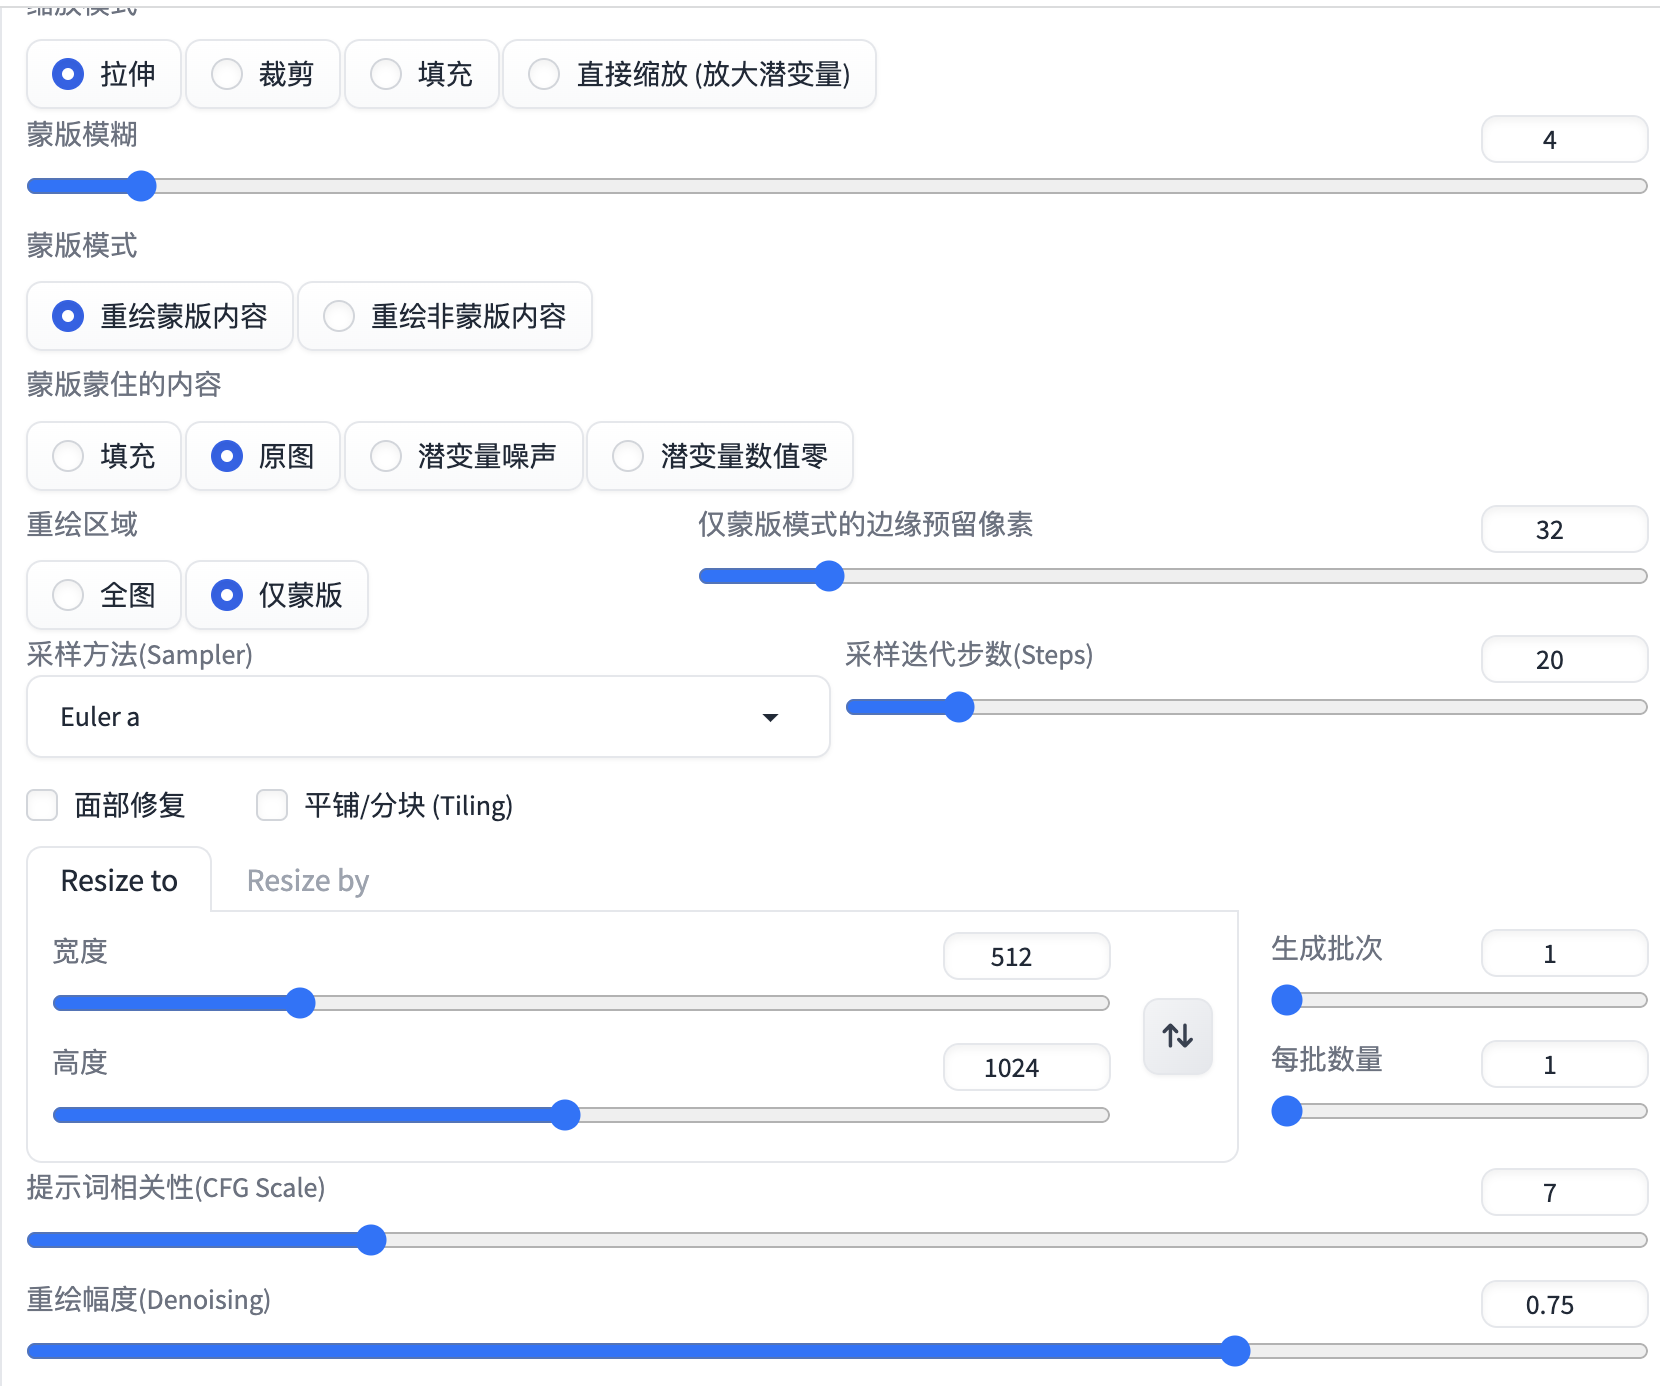 缩放模式
拉伸 裁剪 填充 直接缩放 (放大潜变量)
蒙版模糊 4
蒙版模式
重绘蒙版内容 重绘非蒙版内容
蒙版蒙住的内容
填充 原图 潜变量噪声 潜变量数值零
重绘区域 仅蒙版模式的边缘预留像素 32
全图 仅蒙版
采样方法(Sampler) 采样迭代步数(Steps) 20
Euler a
面部修复 平铺/分块 (Tiling)
Resize to Resize by
宽度 512 生成批次 1
高度 1024 每批数量 1
提示词相关性(CFG Scale) 7
重绘幅度(Denoising) 0.75